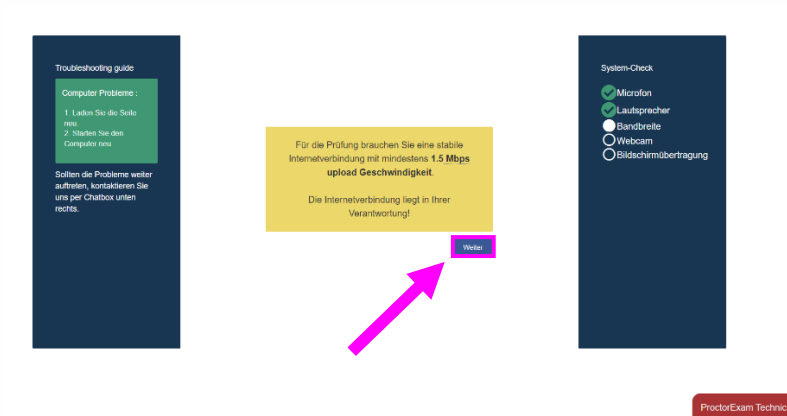 Troubleshooting guide
Computer Probleme :
1. Laden Sie die Seite
neu.
2. Starten Sie den
Computer neu
Sollten die Probleme weiter
auftreten, kontaktieren Sie
uns per Chatbox unten
rechts.
Für die Prüfung brauchen Sie eine stabile
Internetverbindung mit mindestens 1.5 Mbps
upload Geschwindigkeit.
Die Internetverbindung liegt in Ihrer
Verantwortung!
Weiter
System-Check
Microfon
Lautsprecher
Bandbreite
Webcam
Bildschirmübertragung
ProctorExam Technic